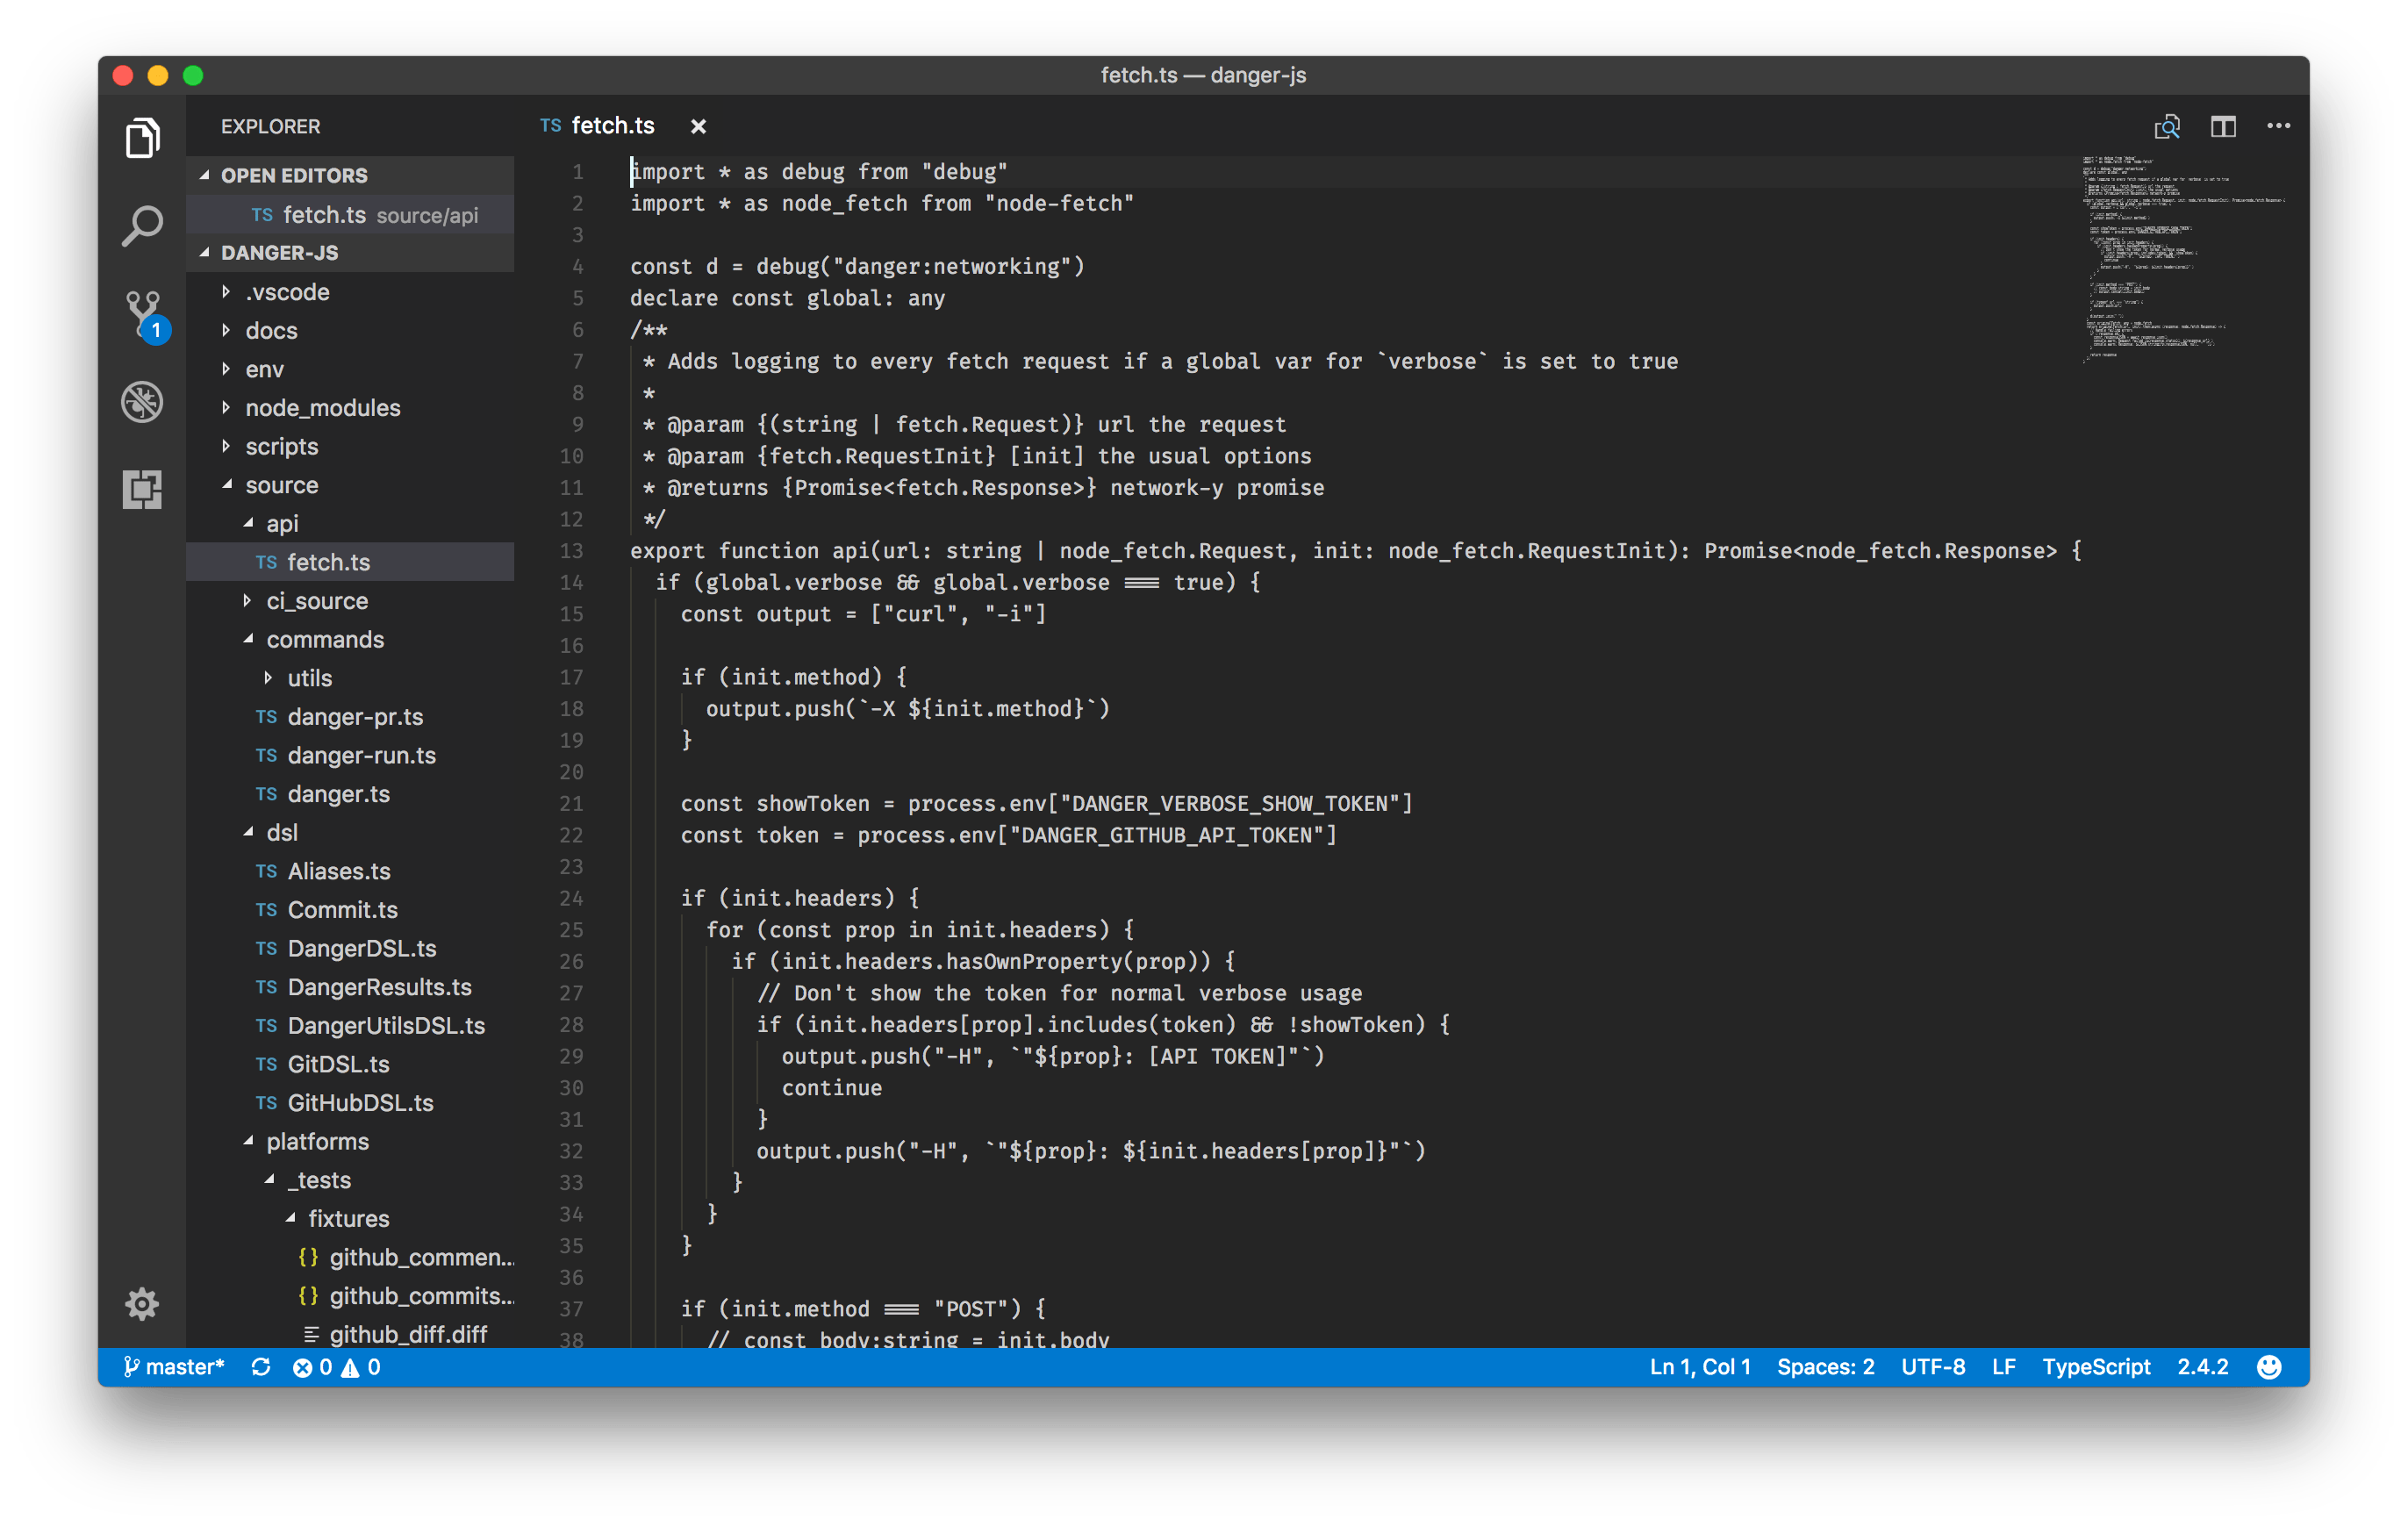 fetch.ts — danger-js
EXPLORER
OPEN EDITORS
TS fetch.ts source/api
DANGER-JS
.vscode
docs
env
node_modules
scripts
source
api
TS fetch.ts
ci_source
commands
utils
TS danger-pr.ts
TS danger-run.ts
TS danger.ts
dsl
TS Aliases.ts
TS Commit.ts
TS DangerDSL.ts
TS DangerResults.ts
TS DangerUtilsDSL.ts
TS GitDSL.ts
TS GitHubDSL.ts
platforms
_tests
fixtures
{} github_commen...
{} github_commits...
github_diff.diff
1
TS fetch.ts ×
1 import * as debug from "debug"
2 import * as node_fetch from "node-fetch"
3
4 const d = debug("danger:networking")
5 declare const global: any
6 /**
7 * Adds logging to every fetch request if a global var for `verbose` is set to true
8 *
9 * @param {(string | fetch.Request)} url the request
10 * @param {fetch.RequestInit} [init] the usual options
11 * @returns {Promise<fetch.Response>} network-y promise
12 */
13 export function api(url: string | node_fetch.Request, init: node_fetch.RequestInit): Promise<node_fetch.Response> {
14 if (global.verbose && global.verbose === true) {
15 const output = ["curl", "-i"]
16
17 if (init.method) {
18 output.push(`-X ${init.method}`)
19 }
20
21 const showToken = process.env["DANGER_VERBOSE_SHOW_TOKEN"]
22 const token = process.env["DANGER_GITHUB_API_TOKEN"]
23
24 if (init.headers) {
25 for (const prop in init.headers) {
26 if (init.headers.hasOwnProperty(prop)) {
27 // Don't show the token for normal verbose usage
28 if (init.headers[prop].includes(token) && !showToken) {
29 output.push("-H", `"${prop}: [API TOKEN]"`)
30 continue
31 }
32 output.push("-H", `"${prop}: ${init.headers[prop]}"`)
33 }
34 }
35 }
36
37 if (init.method === "POST") {
38 // const body:string = init.body
master* 0 0
Ln 1, Col 1 Spaces: 2 UTF-8 LF TypeScript 2.4.2